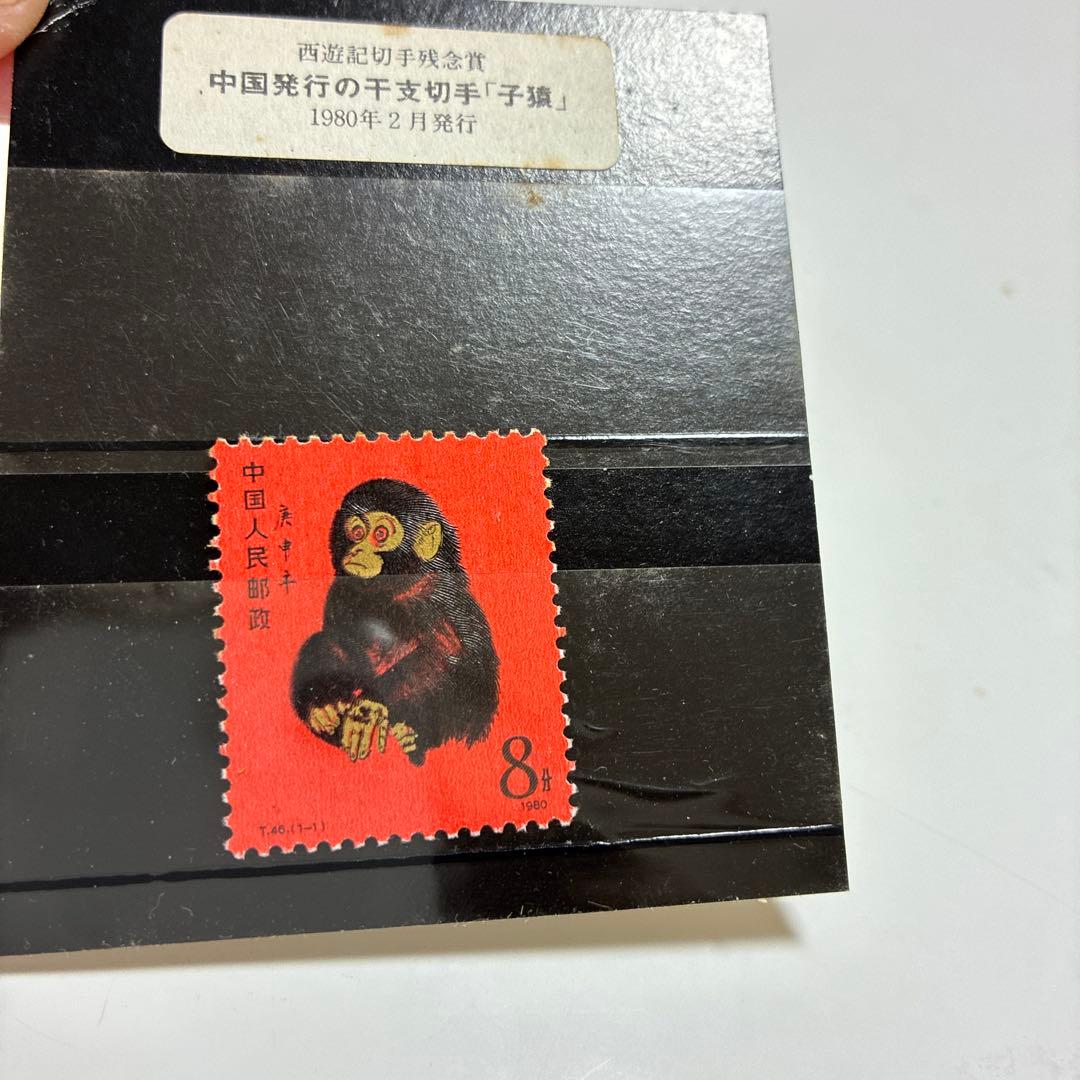 西遊記切手残念賞
中国発行の干支切手「子猿」
1980年2月発行
中国人民邮政
庚申年
8分
1980
T.46.(1-1)